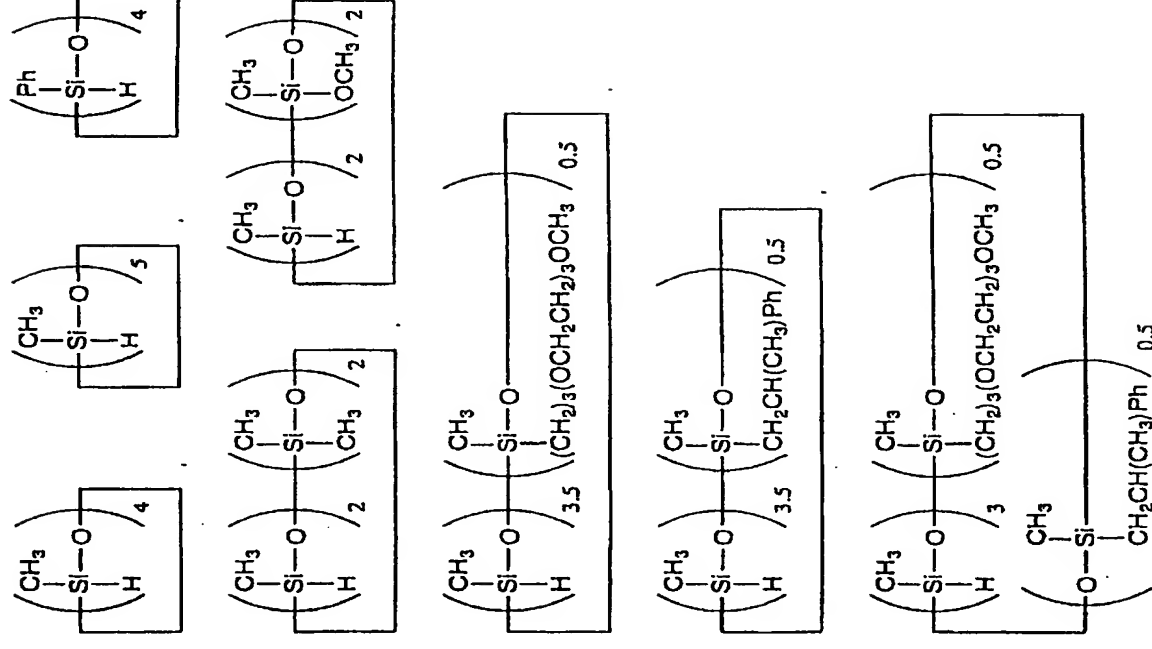 CH₃ CH₃ Ph
Si—O Si—O Si—O
H 4 H 5 H 4
CH₃ CH₃ CH₃ CH₃
Si—O Si—O Si—O Si—O
H 2 CH₃ 2 H 2 OCH₃ 2
CH₃ CH₃
Si—O Si—O
H 3.5 (CH₂)₃(OCH₂CH₂)₃OCH₃ 0.5
CH₃ CH₃
Si—O Si—O
H 3.5 CH₂CH(CH₃)Ph 0.5
CH₃ CH₃
Si—O Si—O
H 3 (CH₂)₃(OCH₂CH₂)₃OCH₃ 0.5
CH₃
O—Si
CH₂CH(CH₃)Ph 0.5